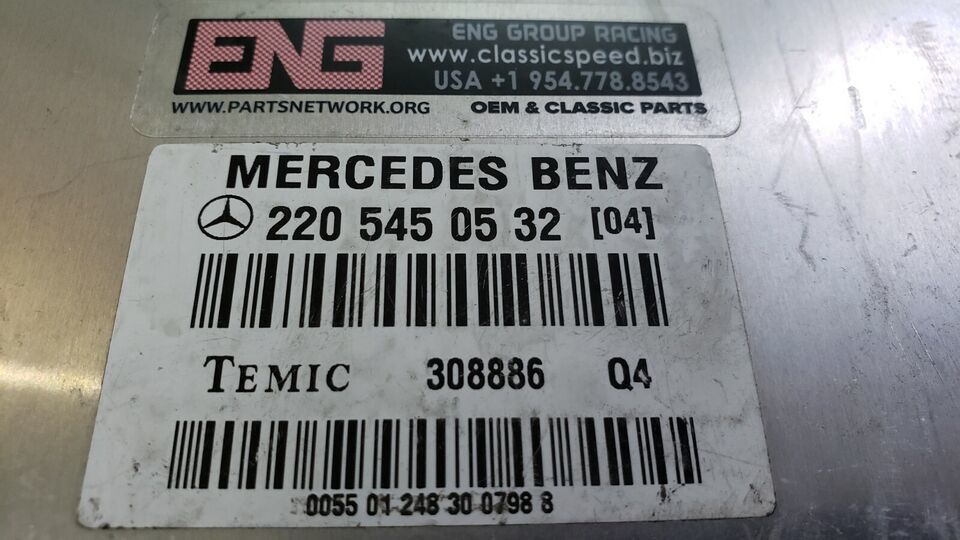 ENG
ENG GROUP RACING
www.classicspeed.biz
USA +1 954.778.8543
WWW.PARTSNETWORK.ORG
OEM & CLASSIC PARTS
MERCEDES BENZ
220 545 05 32 [04]
TEMIC 308886 Q4
0055 01 248 30 0798 8